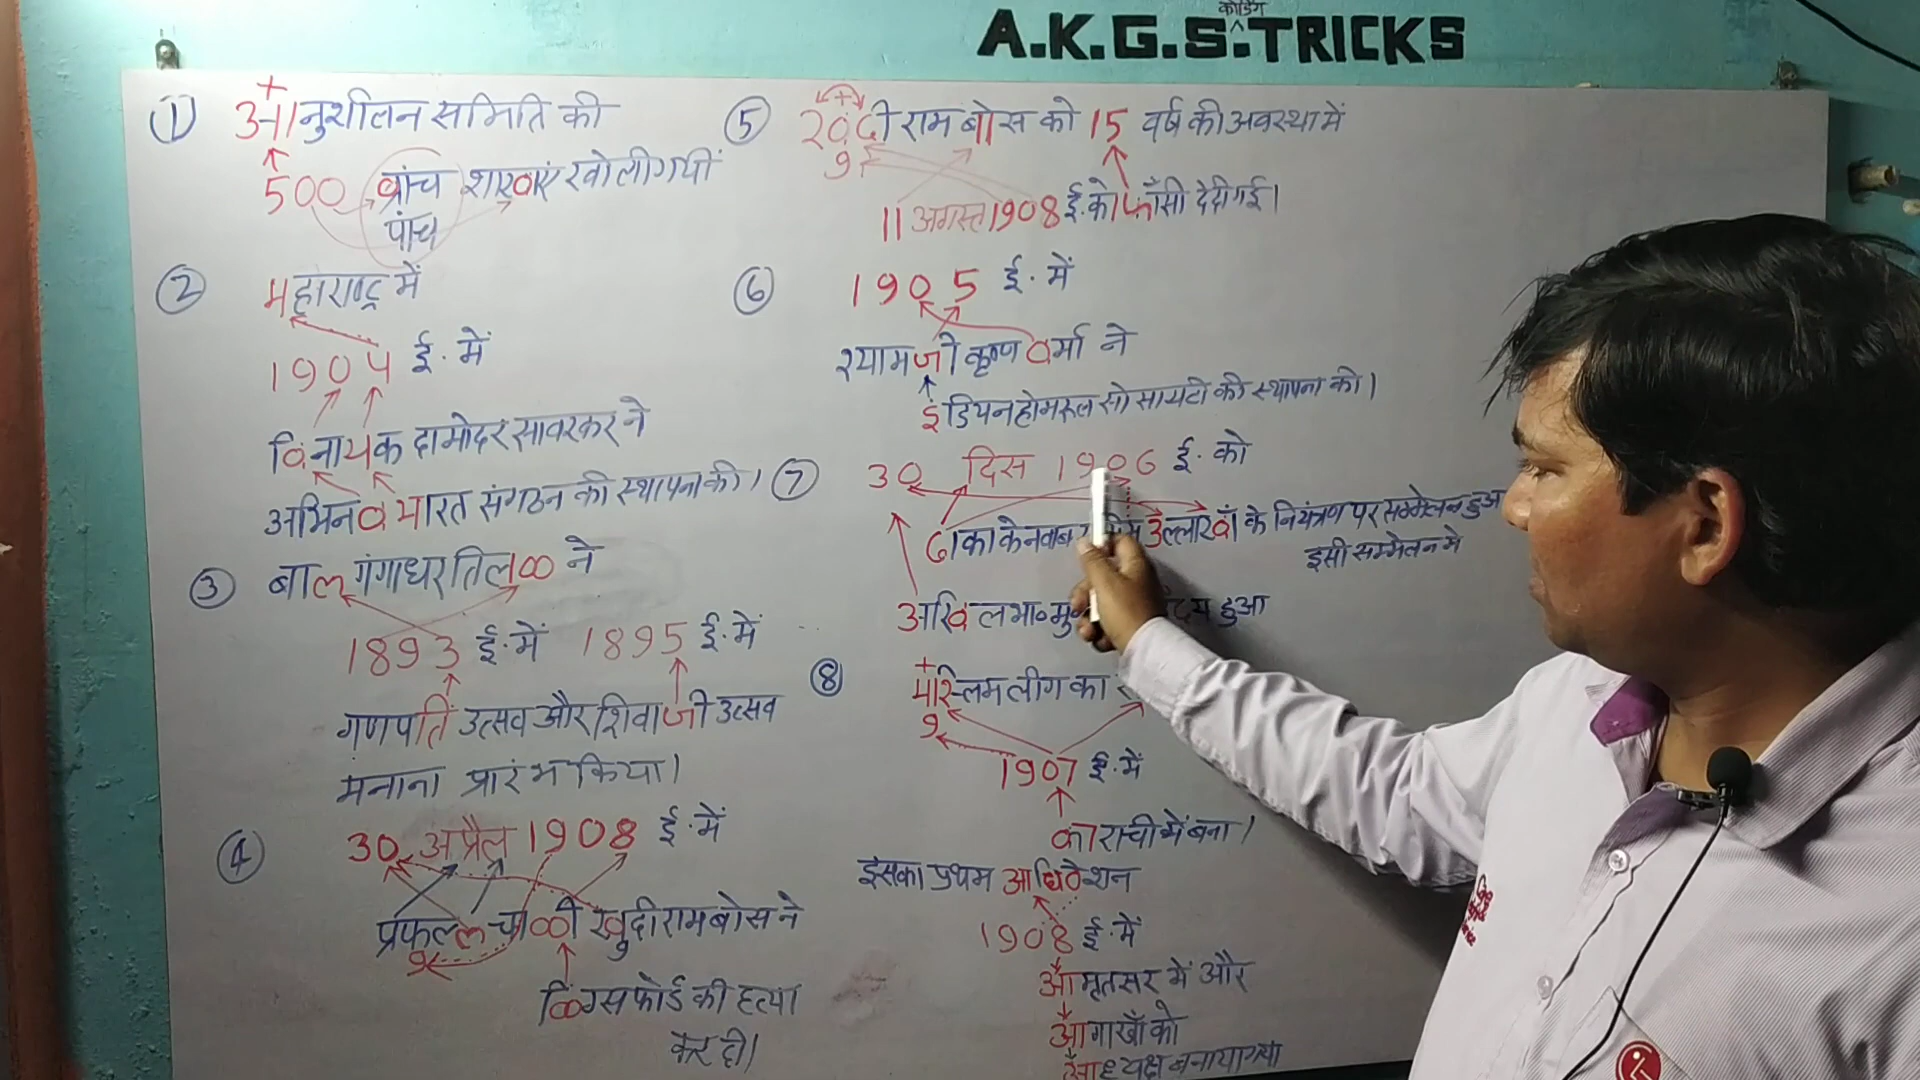 A.K.G.S. कोडिंग TRICKS
① अनुशीलन समिति की
500 ब्रांच शाखाएं खोली गयीं
पांच
② महाराष्ट्र में
1904 ई. में
विनायक दामोदर सावरकर ने
अभिनव भारत संगठन की स्थापना की।
③ बाल गंगाधर तिलक ने
1893 ई. में 1895 ई. में
गणपति उत्सव और शिवाजी उत्सव
मनाना प्रारंभ किया।
④ 30 अप्रैल 1908 ई. में
प्रफुल्ल चाकी खुदीराम बोस ने
9
किंग्सफोर्ड की हत्या
कर दी।
⑤ खुदीराम बोस को 15 वर्ष की अवस्था में
9
11 अगस्त 1908 ई. को फाँसी दे दी गई।
⑥ 1905 ई. में
श्यामजी कृष्ण वर्मा ने
इंडियन होमरूल सोसायटी की स्थापना की।
⑦ 30 दिस 1906 ई. को
ढाका के नवाब उल्ला खाँ के नियंत्रण पर सम्मेलन हुआ
इसी सम्मेलन में
अखिल भा० मु० हुआ
⑧ मुस्लिम लीग का
9
1907 ई. में
कराची में बना।
इसका प्रथम अधिवेशन
1908 ई. में
अमृतसर में और
आगा खाँ को
अध्यक्ष बनाया गया